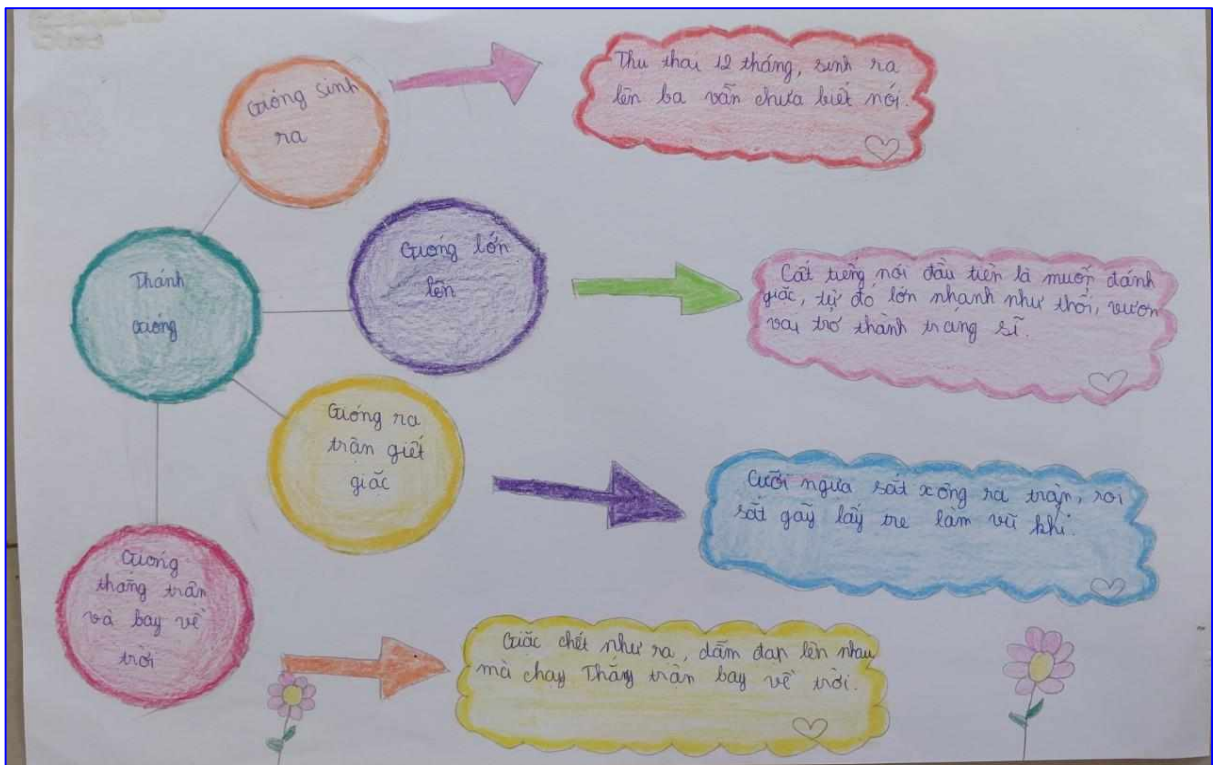 Gióng sinh
ra
Thu thai 12 tháng, sinh ra
lên ba vẫn chưa biết nói.
Thánh
Gióng
Gióng lớn
lên
Cất tiếng nói đầu tiên là muốn đánh
giặc, từ đó lớn nhanh như thổi, vươn
vai trở thành tráng sĩ.
Gióng ra
trận giết
giặc
Cưỡi ngựa sắt xông ra trận, roi
sắt gãy lấy tre làm vũ khí.
Gióng
thắng trận
và bay về
trời
Giặc chết như rạ, dẫm đạp lên nhau
mà chạy Thắng trận bay về trời.